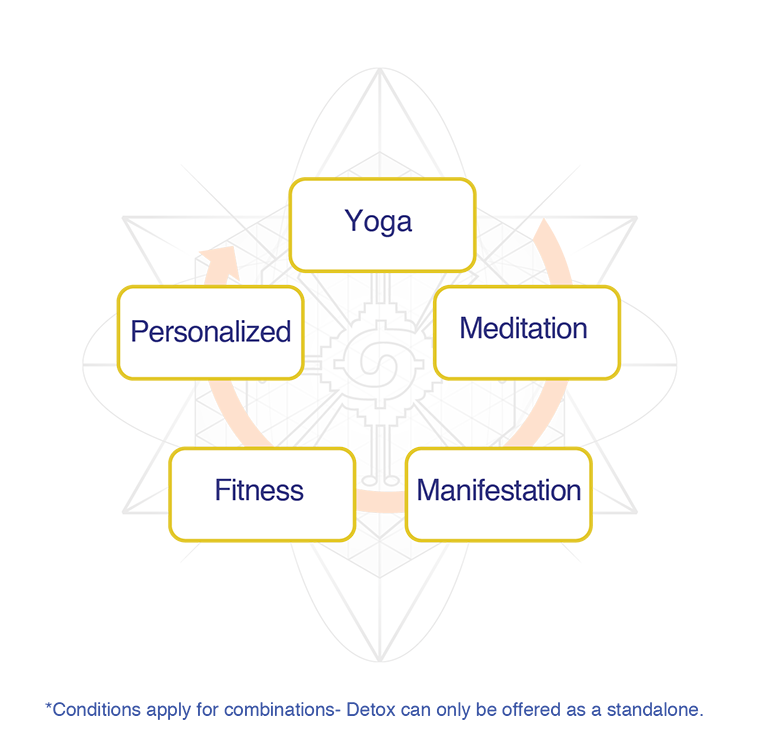 Yoga
Personalized
Meditation
Fitness
Manifestation
*Conditions apply for combinations- Detox can only be offered as a standalone.